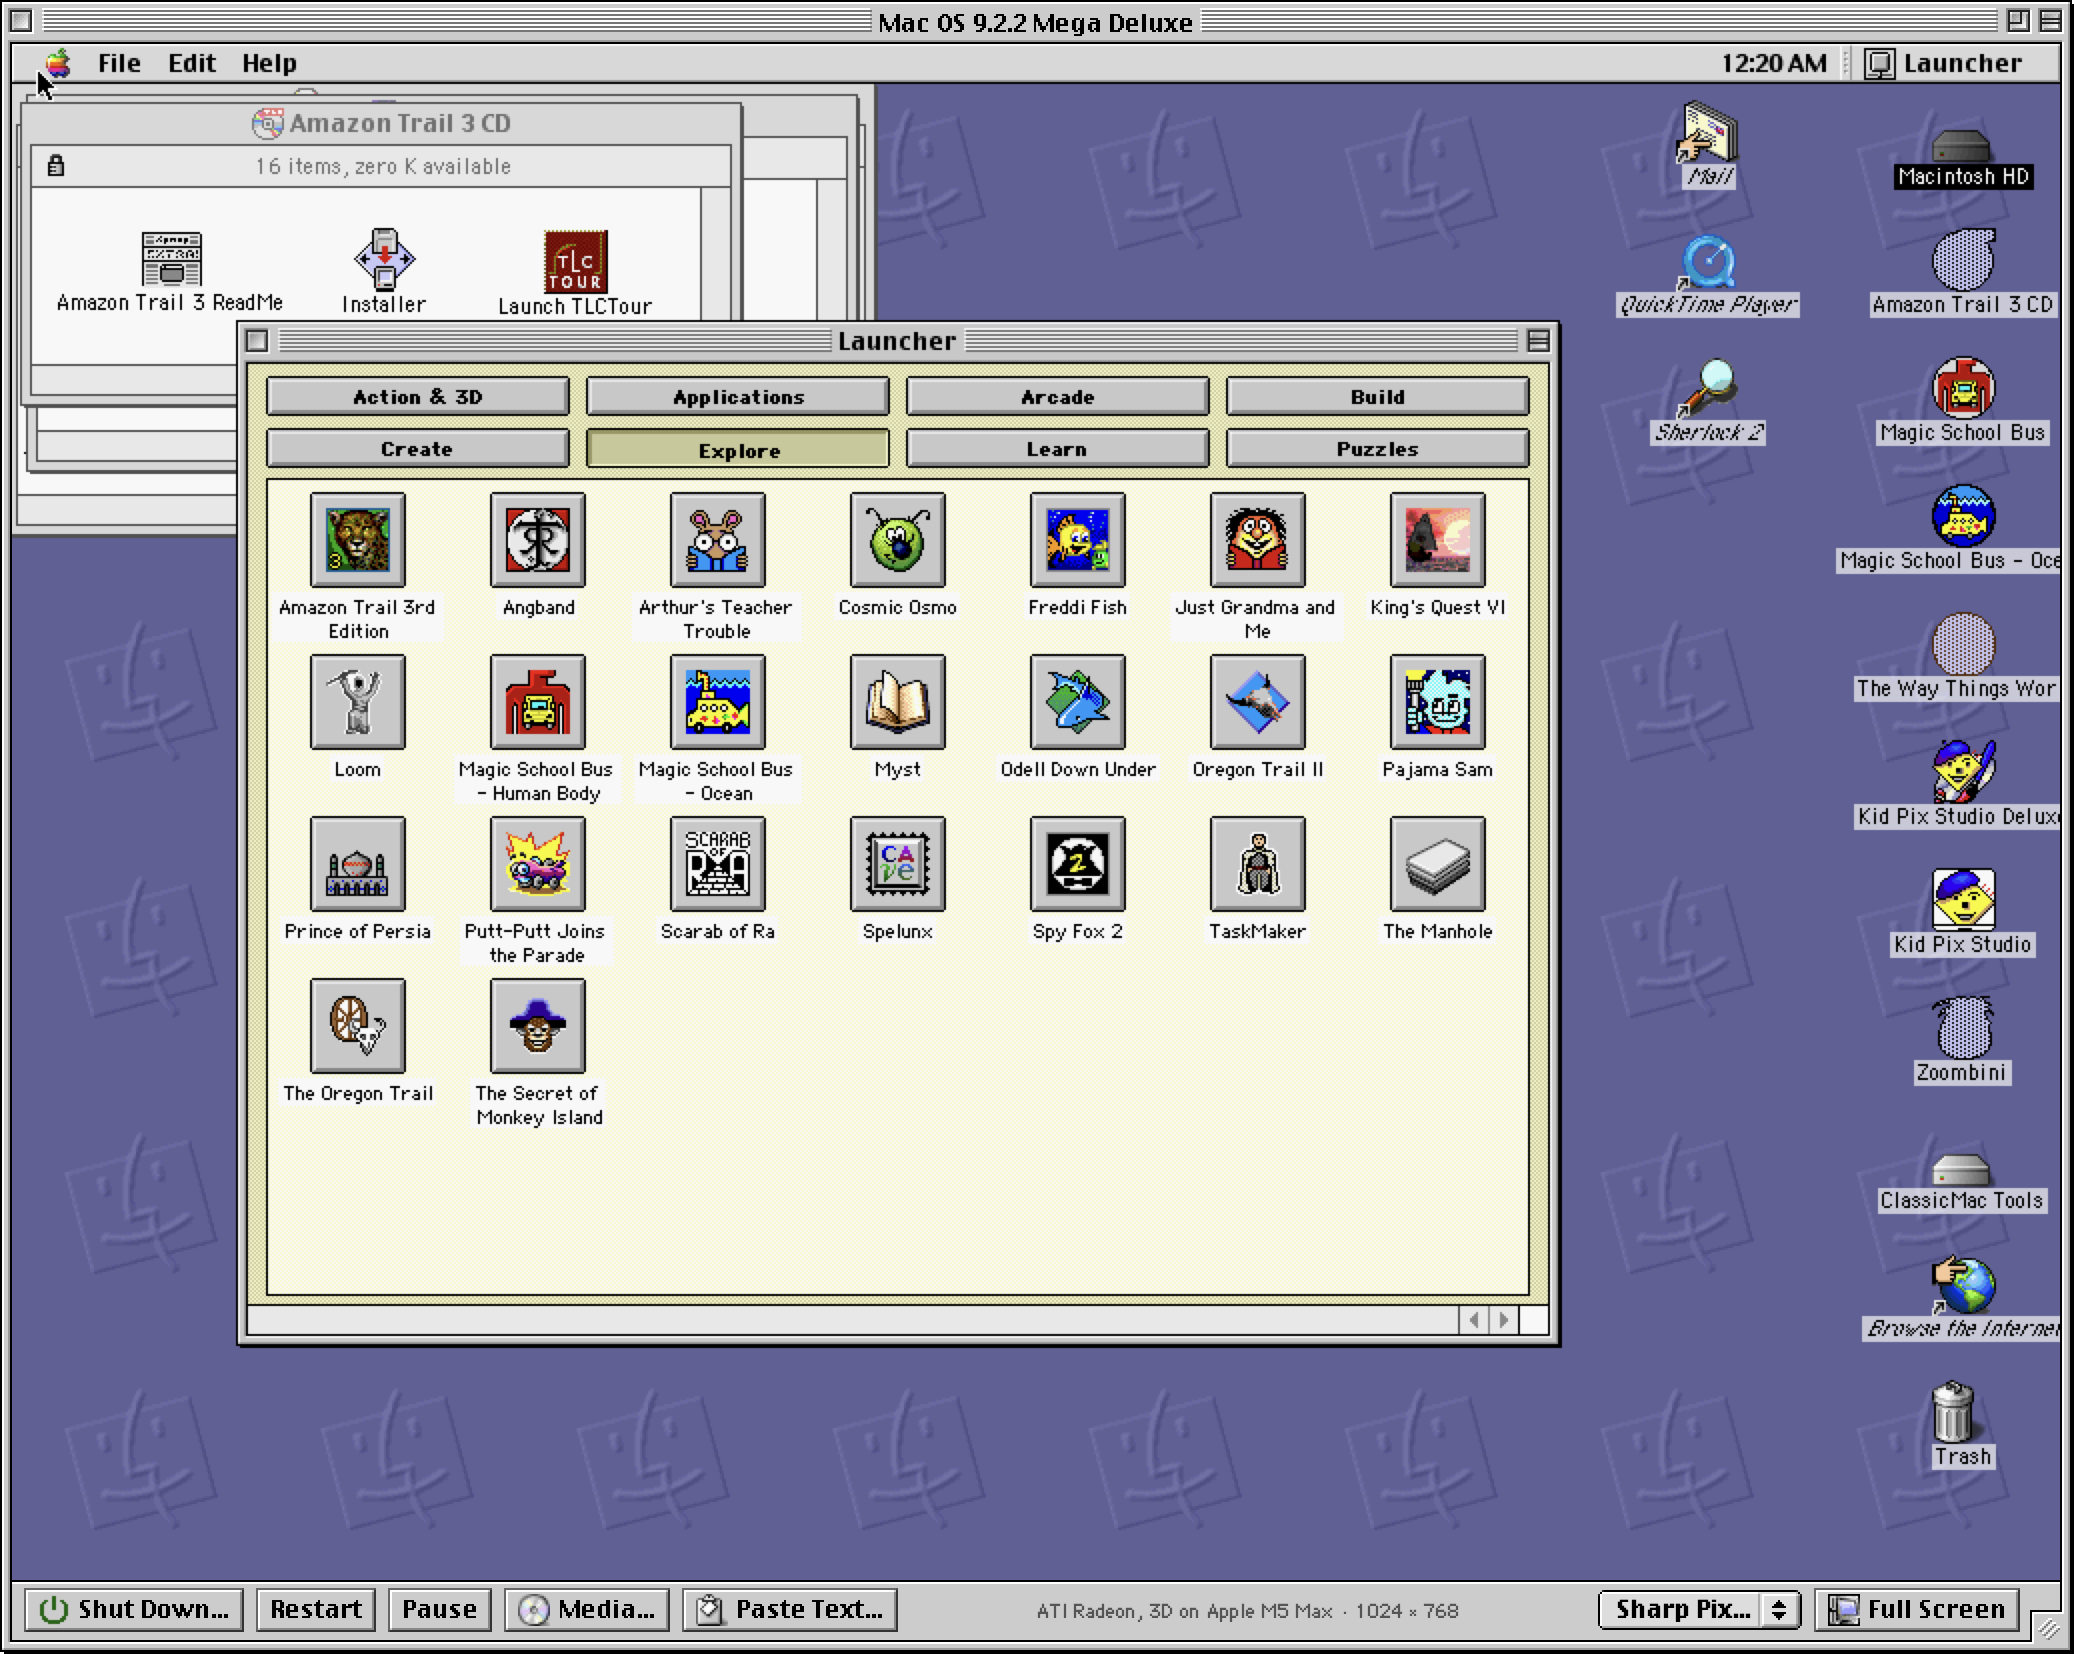 Mac OS 9.2.2 Mega Deluxe
File Edit Help
12:20 AM
Launcher
Amazon Trail 3 CD
16 items, zero K available
Amazon Trail 3 ReadMe
Installer
TLC
TOUR
Launch TLCTour
Mail
QuickTime Player
Sherlock 2
Macintosh HD
Amazon Trail 3 CD
Magic School Bus
Magic School Bus - Oce
The Way Things Wor
Kid Pix Studio Delux
Kid Pix Studio
Zoombini
ClassicMac Tools
Browse the Internet
Trash
Launcher
Action & 3D
Applications
Arcade
Build
Create
Explore
Learn
Puzzles
Amazon Trail 3rd
Edition
Angband
Arthur's Teacher
Trouble
Cosmic Osmo
Freddi Fish
Just Grandma and
Me
King's Quest VI
Loom
Magic School Bus
- Human Body
Magic School Bus
- Ocean
Myst
Odell Down Under
Oregon Trail II
Pajama Sam
Prince of Persia
Putt-Putt Joins
the Parade
SCARAB
OF
RA
Scarab of Ra
CAVe
Spelunx
2
Spy Fox 2
TaskMaker
The Manhole
The Oregon Trail
The Secret of
Monkey Island
Shut Down...
Restart
Pause
Media...
Paste Text...
ATI Radeon, 3D on Apple M5 Max · 1024 × 768
Sharp Pix...
Full Screen